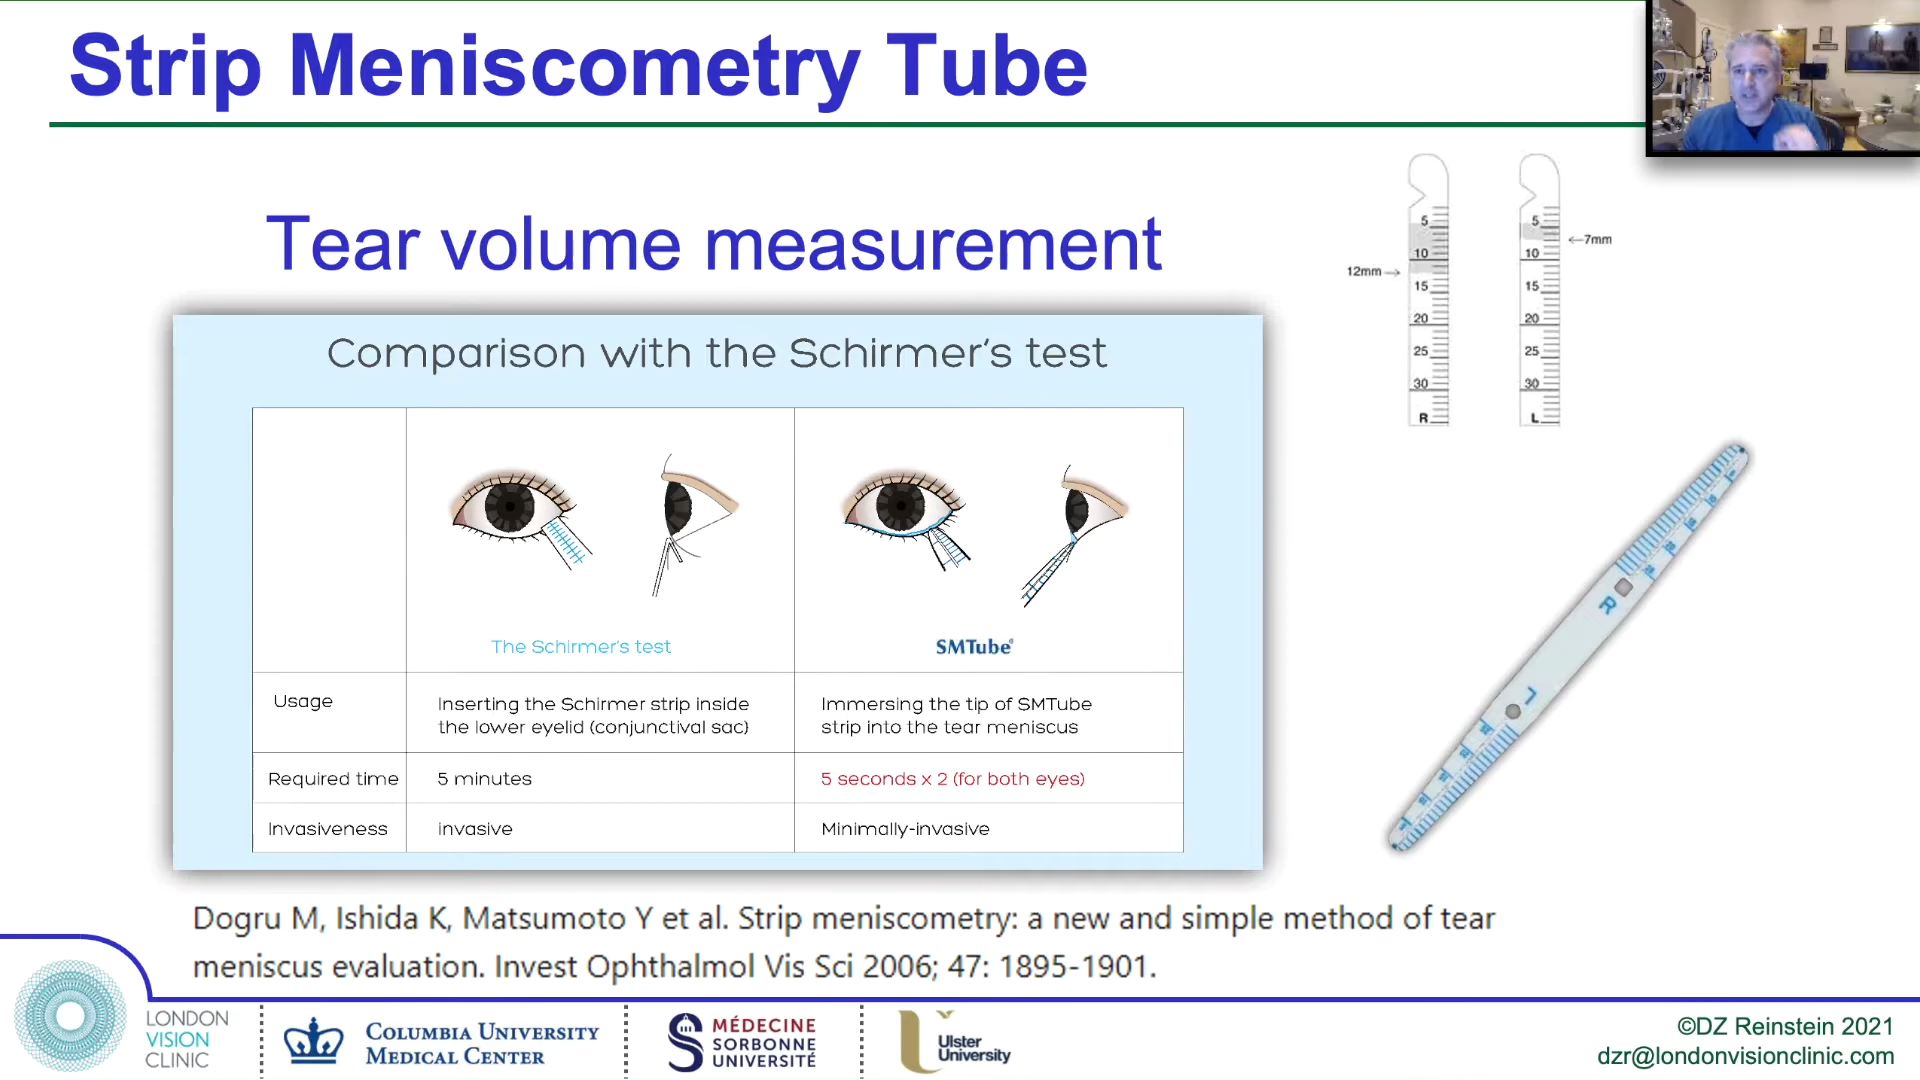 Strip Meniscometry Tube
Tear volume measurement
5
10
15
20
25
30
R
12mm
5
10
15
20
25
30
L
7mm
Comparison with the Schirmer's test
The Schirmer's test
SMTube®
Usage
Inserting the Schirmer strip inside
the lower eyelid (conjunctival sac)
Immersing the tip of SMTube
strip into the tear meniscus
Required time
5 minutes
5 seconds x 2 (for both eyes)
Invasiveness
invasive
Minimally-invasive
R
L
Dogru M, Ishida K, Matsumoto Y et al. Strip meniscometry: a new and simple method of tear
meniscus evaluation. Invest Ophthalmol Vis Sci 2006; 47: 1895-1901.
LONDON
VISION
CLINIC
COLUMBIA UNIVERSITY
MEDICAL CENTER
MÉDECINE
SORBONNE
UNIVERSITÉ
Ulster
University
©DZ Reinstein 2021
dzr@londonvisionclinic.com